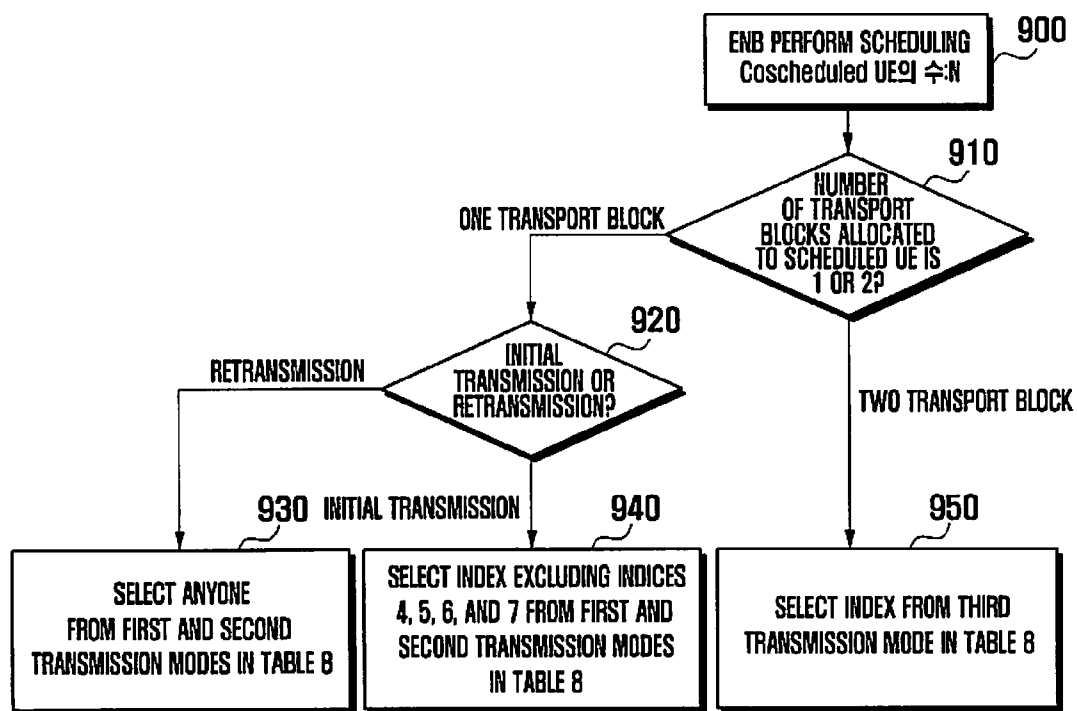 ENB PERFORM SCHEDULING
Coscheduled UE의 수:N
900
NUMBER
OF TRANSPORT
BLOCKS ALLOCATED
TO SCHEDULED UE IS
1 OR 2?
910
ONE TRANSPORT BLOCK
INITIAL
TRANSMISSION OR
RETRANSMISSION?
920
RETRANSMISSION
TWO TRANSPORT BLOCK
INITIAL TRANSMISSION
930
SELECT ANYONE
FROM FIRST AND SECOND
TRANSMISSION MODES IN TABLE 8
940
SELECT INDEX EXCLUDING INDICES
4, 5, 6, AND 7 FROM FIRST AND
SECOND TRANSMISSION MODES
IN TABLE 8
950
SELECT INDEX FROM THIRD
TRANSMISSION MODE IN TABLE 8